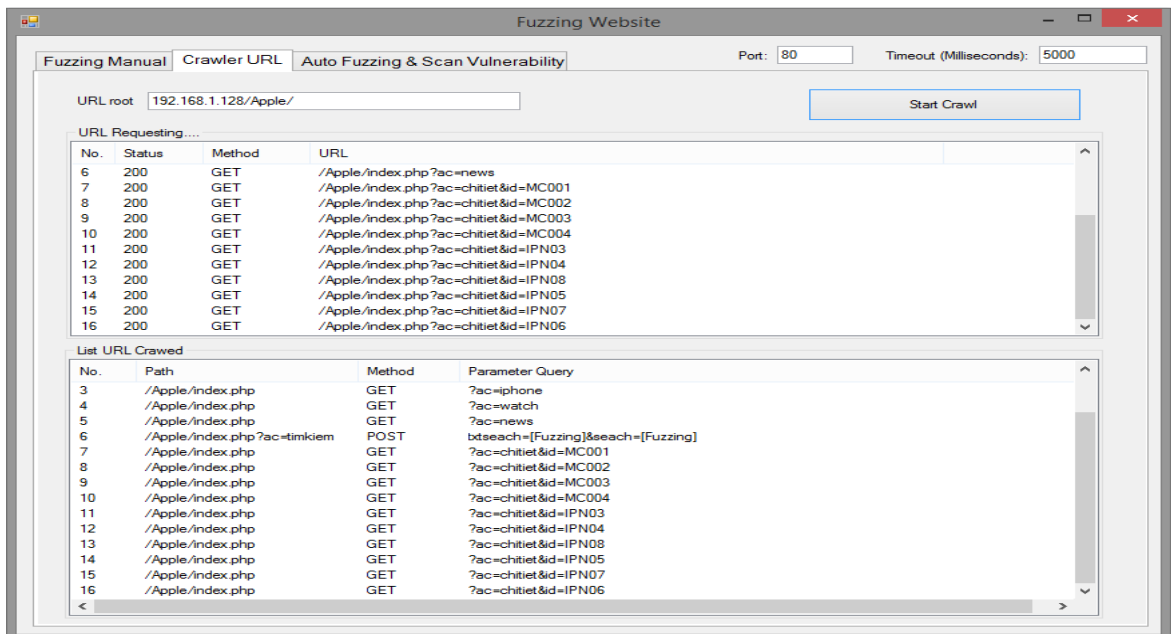 Fuzzing Website
Fuzzing Manual Crawler URL Auto Fuzzing & Scan Vulnerability Port: 80 Timeout (Milliseconds): 5000
URL root 192.168.1.128/Apple/ Start Crawl
URL Requesting....
No. Status Method URL
6 200 GET /Apple/index.php?ac=news
7 200 GET /Apple/index.php?ac=chitiet&id=MC001
8 200 GET /Apple/index.php?ac=chitiet&id=MC002
9 200 GET /Apple/index.php?ac=chitiet&id=MC003
10 200 GET /Apple/index.php?ac=chitiet&id=MC004
11 200 GET /Apple/index.php?ac=chitiet&id=IPN03
12 200 GET /Apple/index.php?ac=chitiet&id=IPN04
13 200 GET /Apple/index.php?ac=chitiet&id=IPN08
14 200 GET /Apple/index.php?ac=chitiet&id=IPN05
15 200 GET /Apple/index.php?ac=chitiet&id=IPN07
16 200 GET /Apple/index.php?ac=chitiet&id=IPN06
List URL Crawed
No. Path Method Parameter Query
3 /Apple/index.php GET ?ac=iphone
4 /Apple/index.php GET ?ac=watch
5 /Apple/index.php GET ?ac=news
6 /Apple/index.php?ac=timkiem POST txtseach=[Fuzzing]&seach=[Fuzzing]
7 /Apple/index.php GET ?ac=chitiet&id=MC001
8 /Apple/index.php GET ?ac=chitiet&id=MC002
9 /Apple/index.php GET ?ac=chitiet&id=MC003
10 /Apple/index.php GET ?ac=chitiet&id=MC004
11 /Apple/index.php GET ?ac=chitiet&id=IPN03
12 /Apple/index.php GET ?ac=chitiet&id=IPN04
13 /Apple/index.php GET ?ac=chitiet&id=IPN08
14 /Apple/index.php GET ?ac=chitiet&id=IPN05
15 /Apple/index.php GET ?ac=chitiet&id=IPN07
16 /Apple/index.php GET ?ac=chitiet&id=IPN06